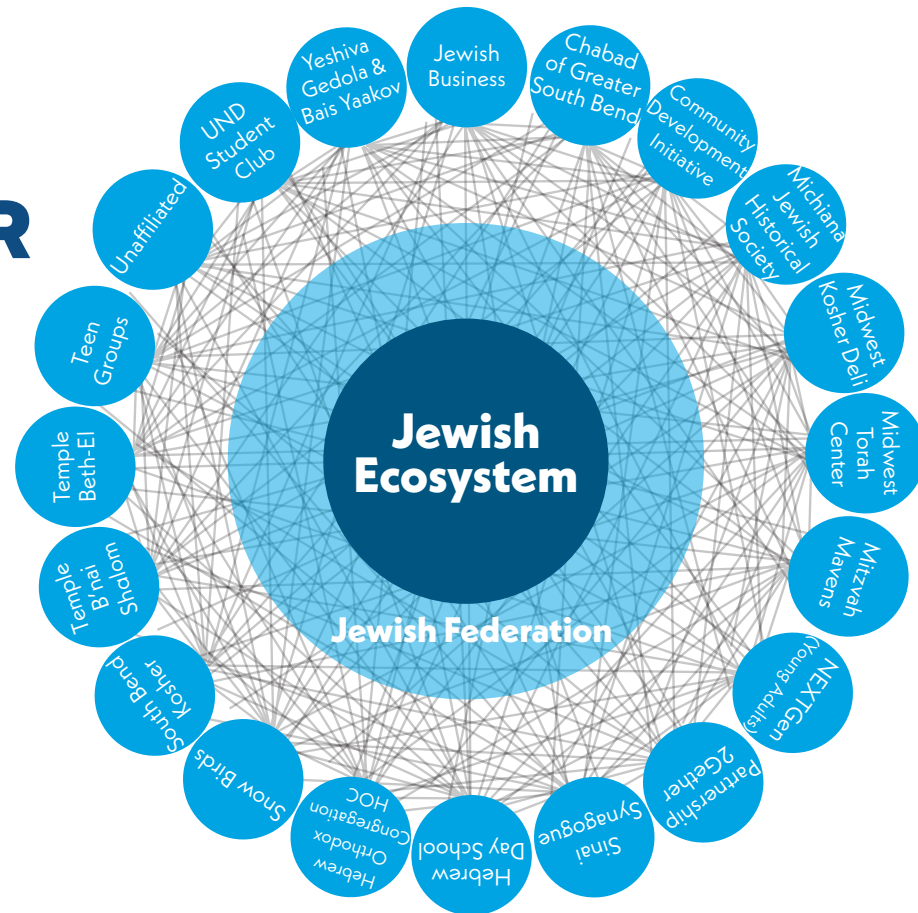 R
Jewish
Business
Chabad
of Greater
South Bend
Community
Development
Initiative
Michiana
Jewish
Historical
Society
Midwest
Kosher Deli
Midwest
Torah
Center
Mitzvah
Mavens
NEXTGen
(Young Adults)
Partnership
2Gether
Sinai
Synagogue
Hebrew
Day School
Hebrew
Orthodox
Congregation
HOC
Snow Birds
South Bend
Kosher
Temple
B'nai
Shalom
Temple
Beth-El
Teen
Groups
Unaffiliated
UND
Student
Club
Yeshiva
Gedola &
Bais Yaakov
Jewish
Ecosystem
Jewish Federation